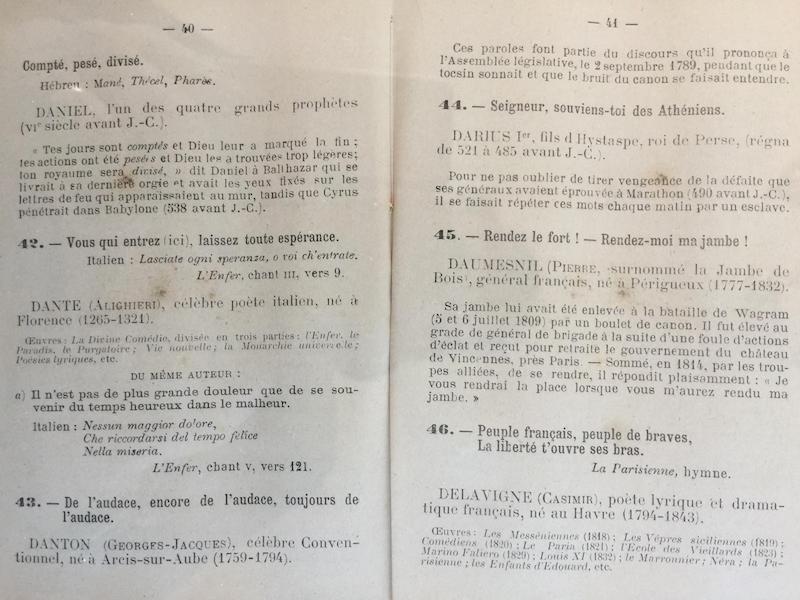 — 40 —
Compté, pesé, divisé.
Hébreu : Mané, Thécel, Pharès.
DANIEL, l'un des quatre grands prophètes
(VIe siècle avant J.-C.).
« Tes jours sont comptés et Dieu leur a marqué la fin ;
tes actions ont été pesées et Dieu les a trouvées trop légères;
ton royaume sera divisé, » dit Daniel à Balthazar qui se
livrait à sa dernière orgie et avait les yeux fixés sur les
lettres de feu qui apparaissaient au mur, tandis que Cyrus
pénétrait dans Babylone (538 avant J.-C.).
42. — Vous qui entrez (ici), laissez toute espérance.
Italien : Lasciate ogni speranza, o voi ch'entrate.
L'Enfer, chant III, vers 9.
DANTE (ALIGHIERI), célèbre poète italien, né à
Florence (1265-1321).
Œuvres : La Divine Comédie, divisée en trois parties : l'Enfer, le
Paradis, le Purgatoire ; Vie nouvelle ; la Monarchie universelle ;
Poésies lyriques, etc.
DU MÊME AUTEUR :
a) Il n'est pas de plus grande douleur que de se sou-
venir du temps heureux dans le malheur.
Italien : Nessun maggior dolore,
Che riccordarsi del tempo felice
Nella miseria.
L'Enfer, chant V, vers 121.
43. — De l'audace, encore de l'audace, toujours de
l'audace.
DANTON (GEORGES-JACQUES), célèbre Conven-
tionnel, né à Arcis-sur-Aube (1759-1794).
— 41 —
Ces paroles font partie du discours qu'il prononça à
l'Assemblée législative, le 2 septembre 1789, pendant que le
tocsin sonnait et que le bruit du canon se faisait entendre.
44. — Seigneur, souviens-toi des Athéniens.
DARIUS Ier, fils d Hystaspe, roi de Perse, (régna
de 521 à 485 avant J.-C.).
Pour ne pas oublier de tirer vengeance de la défaite que
ses généraux avaient éprouvée à Marathon (490 avant J.-C.),
il se faisait répéter ces mots chaque matin par un esclave.
45. — Rendez le fort ! — Rendez-moi ma jambe !
DAUMESNIL (PIERRE, surnommé la Jambe de
Bois), général français, né à Périgueux (1777-1832).
Sa jambe lui avait été enlevée à la bataille de Wagram
(5 et 6 juillet 1809) par un boulet de canon. Il fut élevé au
grade de général de brigade à la suite d'une foule d'actions
d'éclat et reçut pour retraite le gouvernement du château
de Vincennes, près Paris. — Sommé, en 1814, par les trou-
pes alliées, de se rendre, il répondit plaisamment : « Je
vous rendrai la place lorsque vous m'aurez rendu ma
jambe. »
46. — Peuple français, peuple de braves,
La liberté t'ouvre ses bras.
La Parisienne, hymne.
DELAVIGNE (CASIMIR), poète lyrique et drama-
tique français, né au Havre (1794-1843).
Œuvres : Les Messéniennes (1818) ; Les Vêpres siciliennes (1819) ;
Comédiens (1820) ; Le Paria (1821) ; l'École des Vieillards (1823) ;
Marino Faliero (1829) ; Louis XI (1832) ; le Marronnier ; Néra ; la Pa-
risienne ; les Enfants d'Edouard, etc.